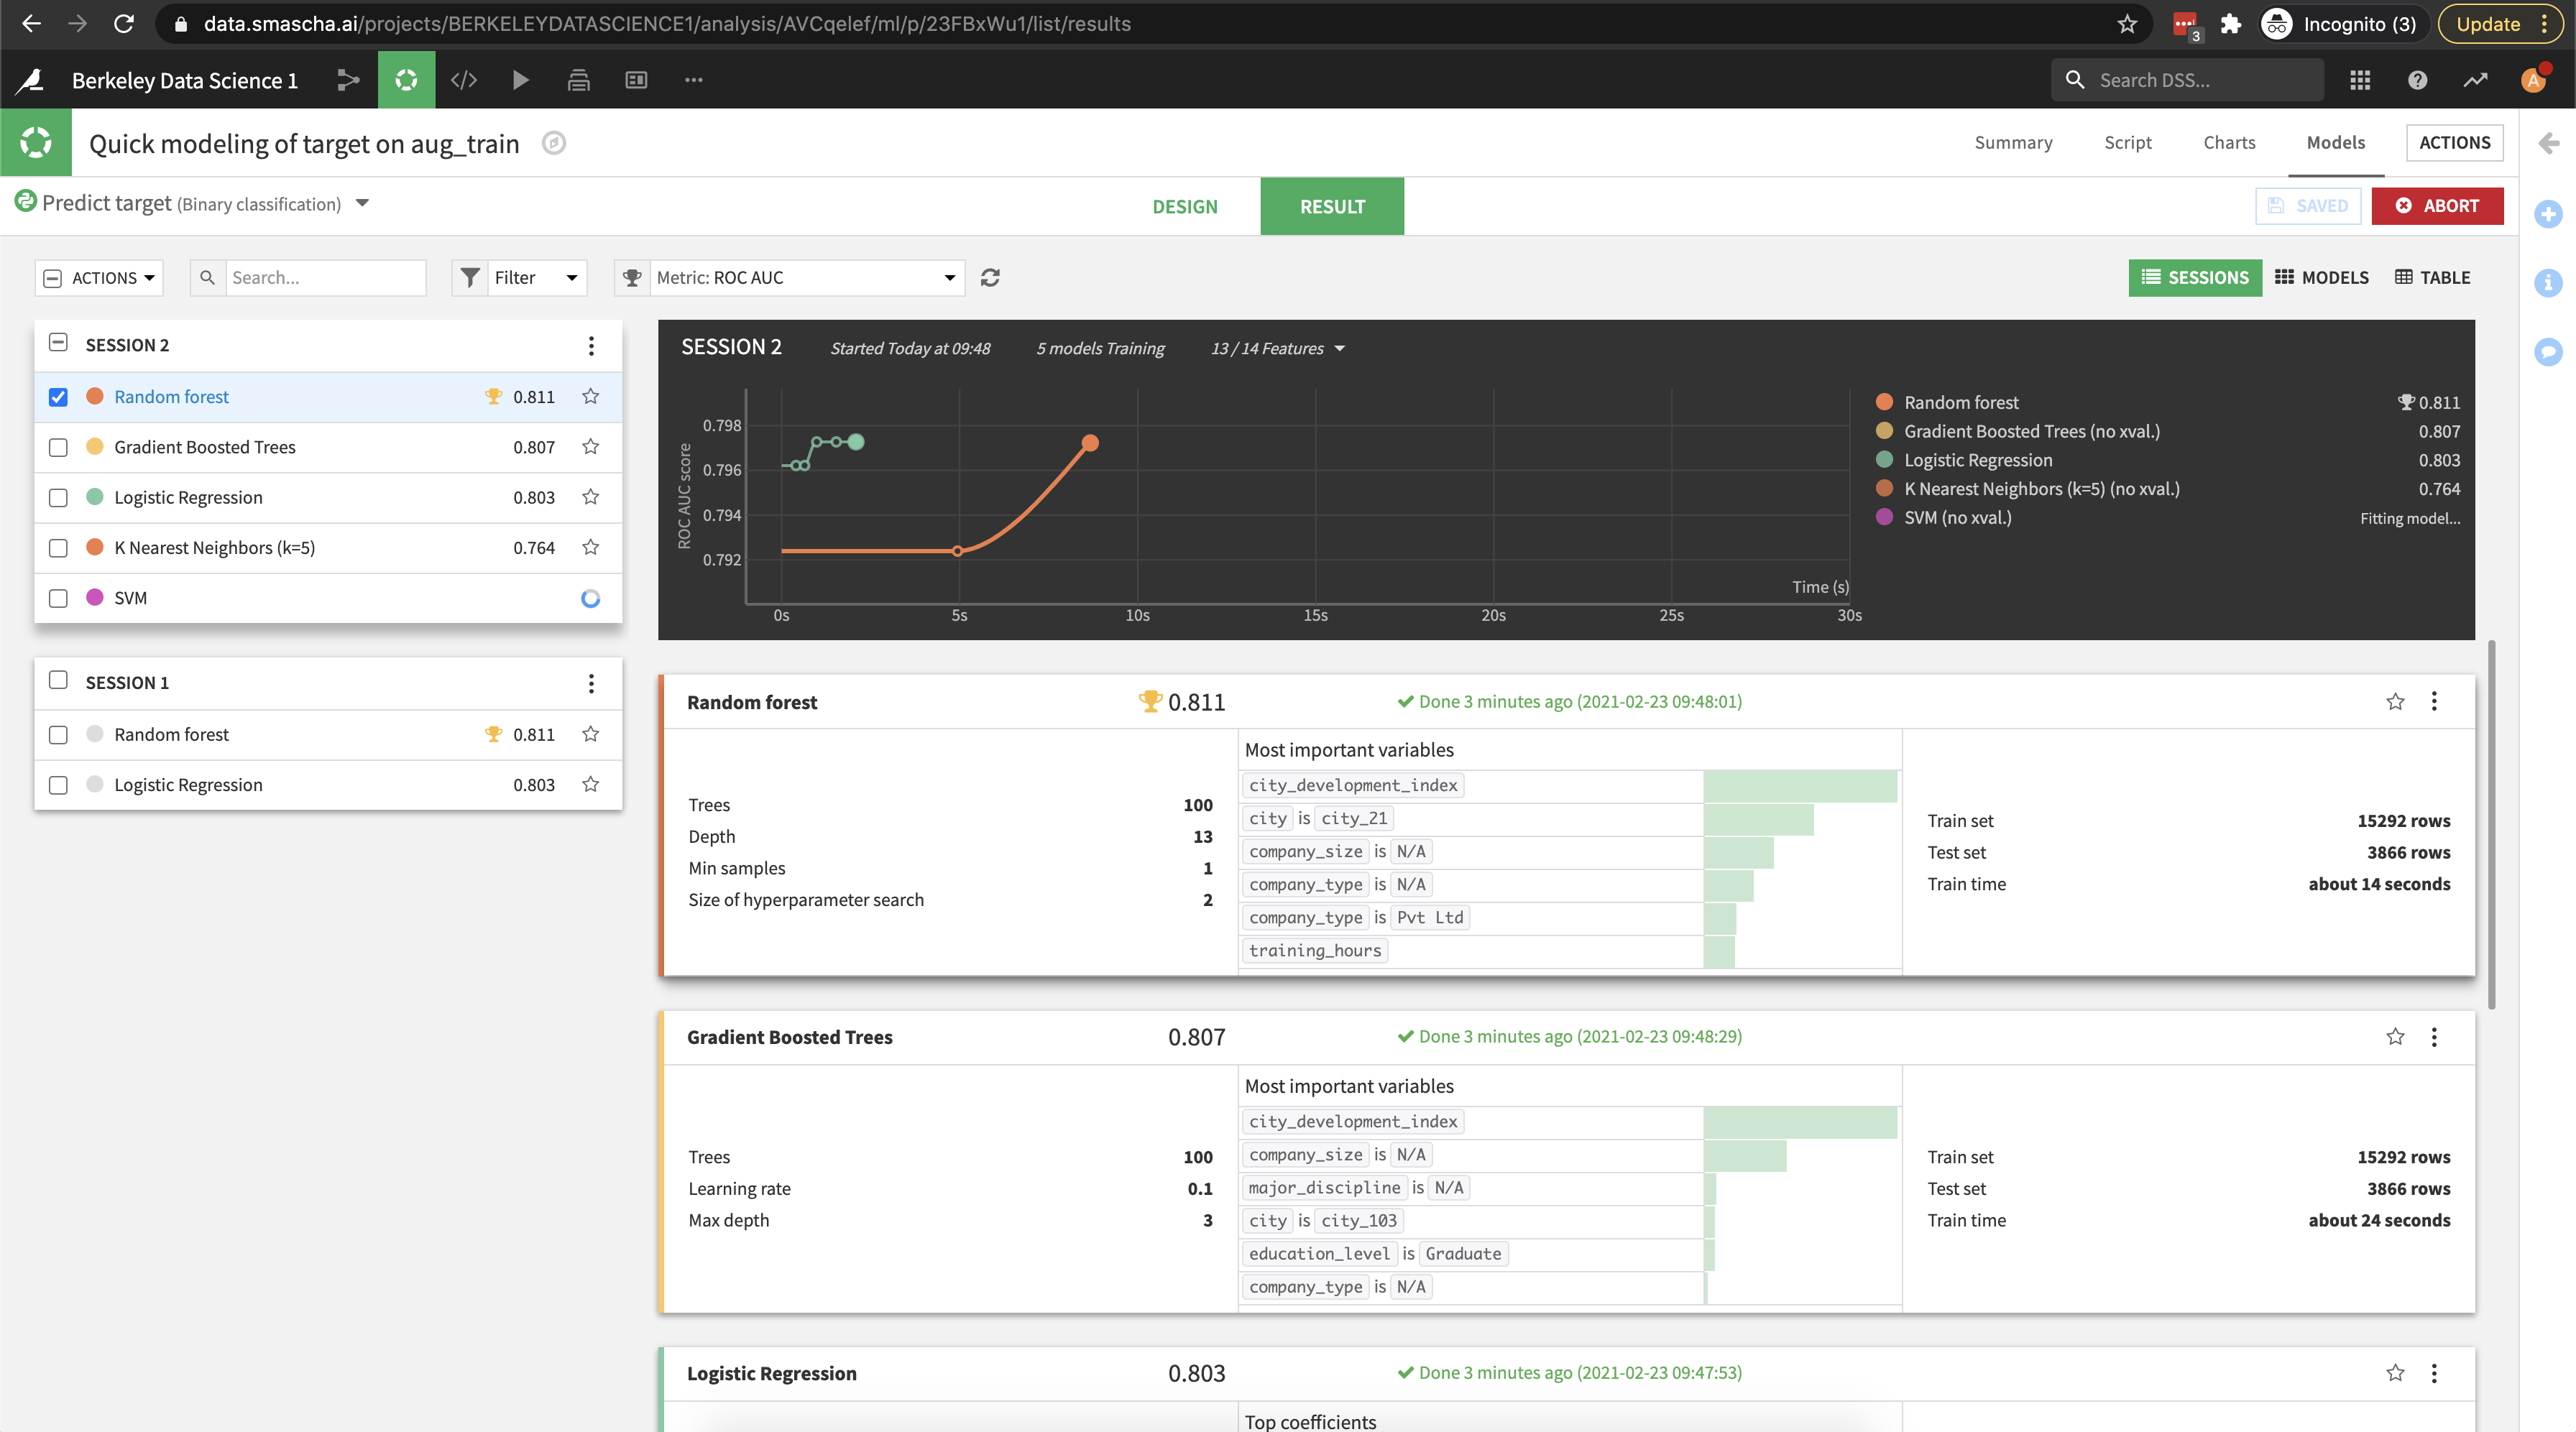 data.smascha.ai/projects/BERKELEYDATASCIENCE1/analysis/AVCqelef/ml/p/23FBxWu1/list/results
3
Incognito (3)
Update
Berkeley Data Science 1
Search DSS...
A
Quick modeling of target on aug_train
Summary
Script
Charts
Models
ACTIONS
Predict target (Binary classification)
DESIGN
RESULT
SAVED
ABORT
ACTIONS
Search...
Filter
Metric: ROC AUC
SESSIONS
MODELS
TABLE
SESSION 2
Random forest 0.811
Gradient Boosted Trees 0.807
Logistic Regression 0.803
K Nearest Neighbors (k=5) 0.764
SVM
SESSION 1
Random forest 0.811
Logistic Regression 0.803
SESSION 2
Started Today at 09:48
5 models Training
13 / 14 Features
ROC AUC score
0.798
0.796
0.794
0.792
Time (s)
0s 5s 10s 15s 20s 25s 30s
Random forest 0.811
Gradient Boosted Trees (no xval.) 0.807
Logistic Regression 0.803
K Nearest Neighbors (k=5) (no xval.) 0.764
SVM (no xval.) Fitting model...
Random forest 0.811 Done 3 minutes ago (2021-02-23 09:48:01)
Trees 100
Depth 13
Min samples 1
Size of hyperparameter search 2
Most important variables
city_development_index
city is city_21
company_size is N/A
company_type is N/A
company_type is Pvt Ltd
training_hours
Train set 15292 rows
Test set 3866 rows
Train time about 14 seconds
Gradient Boosted Trees 0.807 Done 3 minutes ago (2021-02-23 09:48:29)
Trees 100
Learning rate 0.1
Max depth 3
Most important variables
city_development_index
company_size is N/A
major_discipline is N/A
city is city_103
education_level is Graduate
company_type is N/A
Train set 15292 rows
Test set 3866 rows
Train time about 24 seconds
Logistic Regression 0.803 Done 3 minutes ago (2021-02-23 09:47:53)
Top coefficients